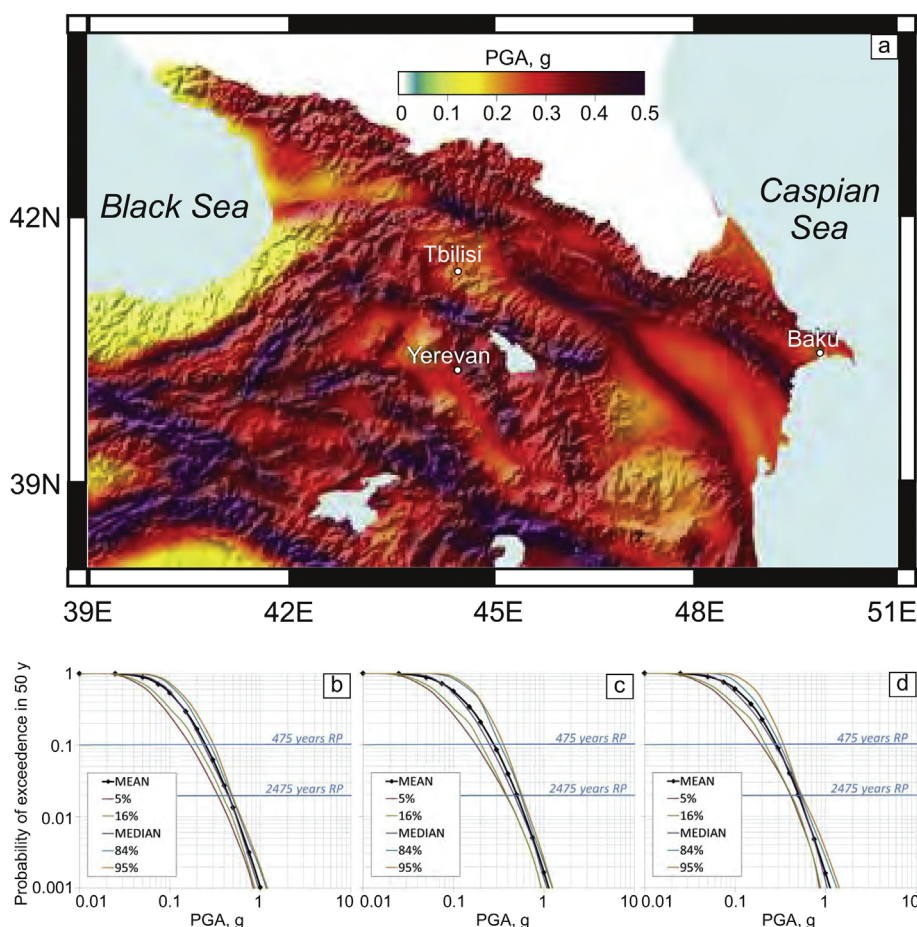 a
PGA, g
0 0.1 0.2 0.3 0.4 0.5
Black Sea
Caspian
Sea
42N
Tbilisi
Baku
Yerevan
39N
39E 42E 45E 48E 51E
Probability of exceedence in 50 y
1
0.1
0.01
0.001
b
475 years RP
2475 years RP
MEAN
5%
16%
MEDIAN
84%
95%
0.01 0.1 1 10
PGA, g
c
475 years RP
2475 years RP
MEAN
5%
16%
MEDIAN
84%
95%
0.01 0.1 1 10
PGA, g
d
475 years RP
2475 years RP
MEAN
5%
16%
MEDIAN
84%
95%
0.01 0.1 1 10
PGA, g